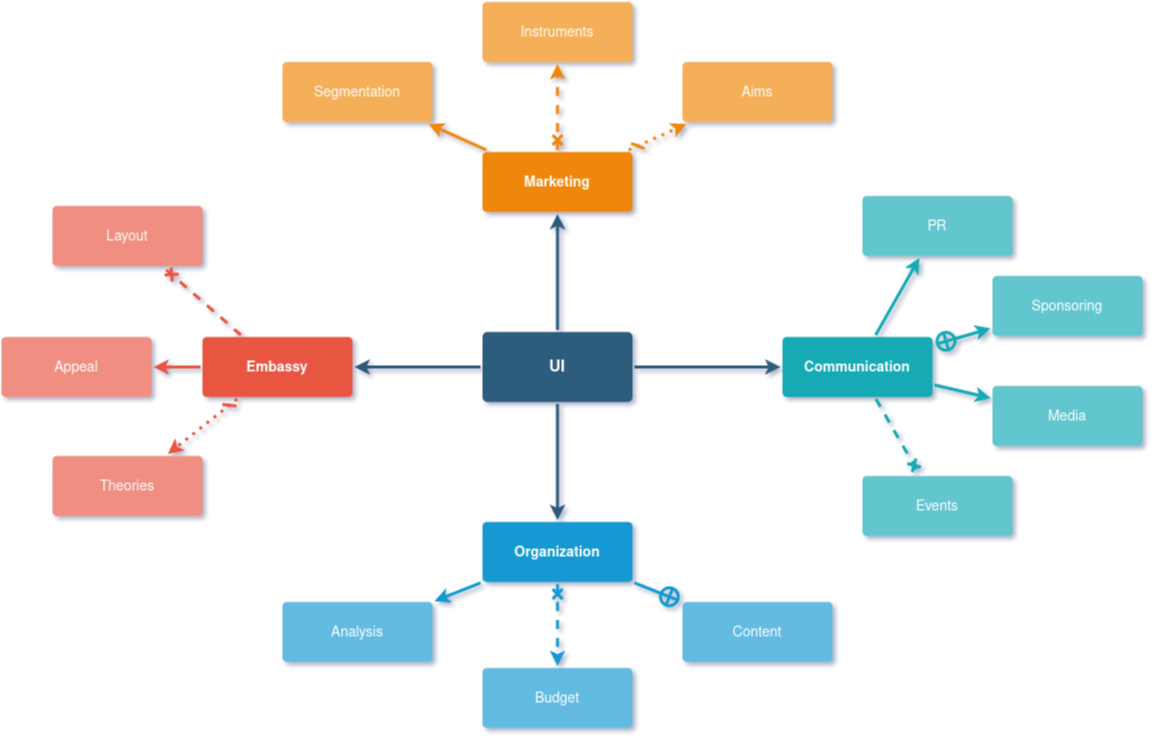 Instruments
Segmentation
Aims
Marketing
PR
Layout
Sponsoring
Appeal
Embassy
UI
Communication
Media
Theories
Events
Organization
Analysis
Content
Budget